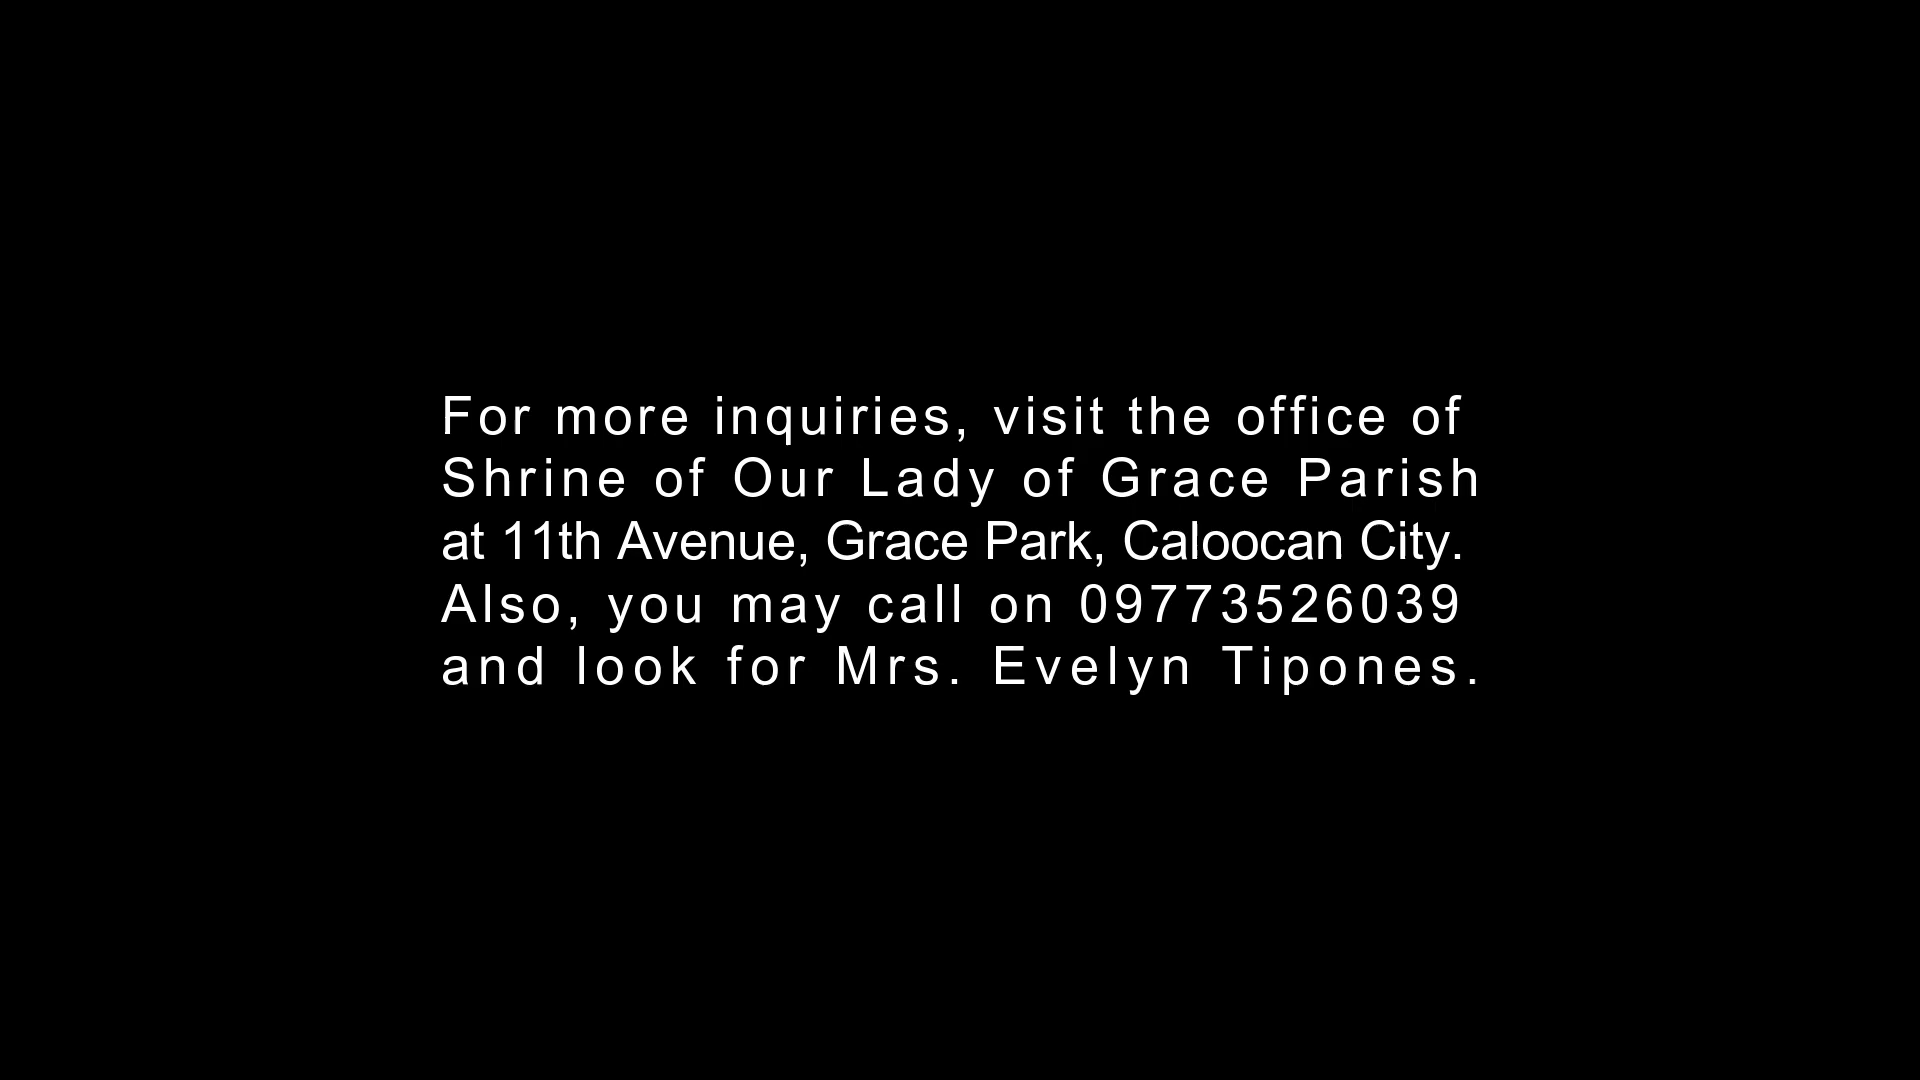 For more inquiries, visit the office of
Shrine of Our Lady of Grace Parish
at 11th Avenue, Grace Park, Caloocan City.
Also, you may call on 09773526039
and look for Mrs. Evelyn Tipones.